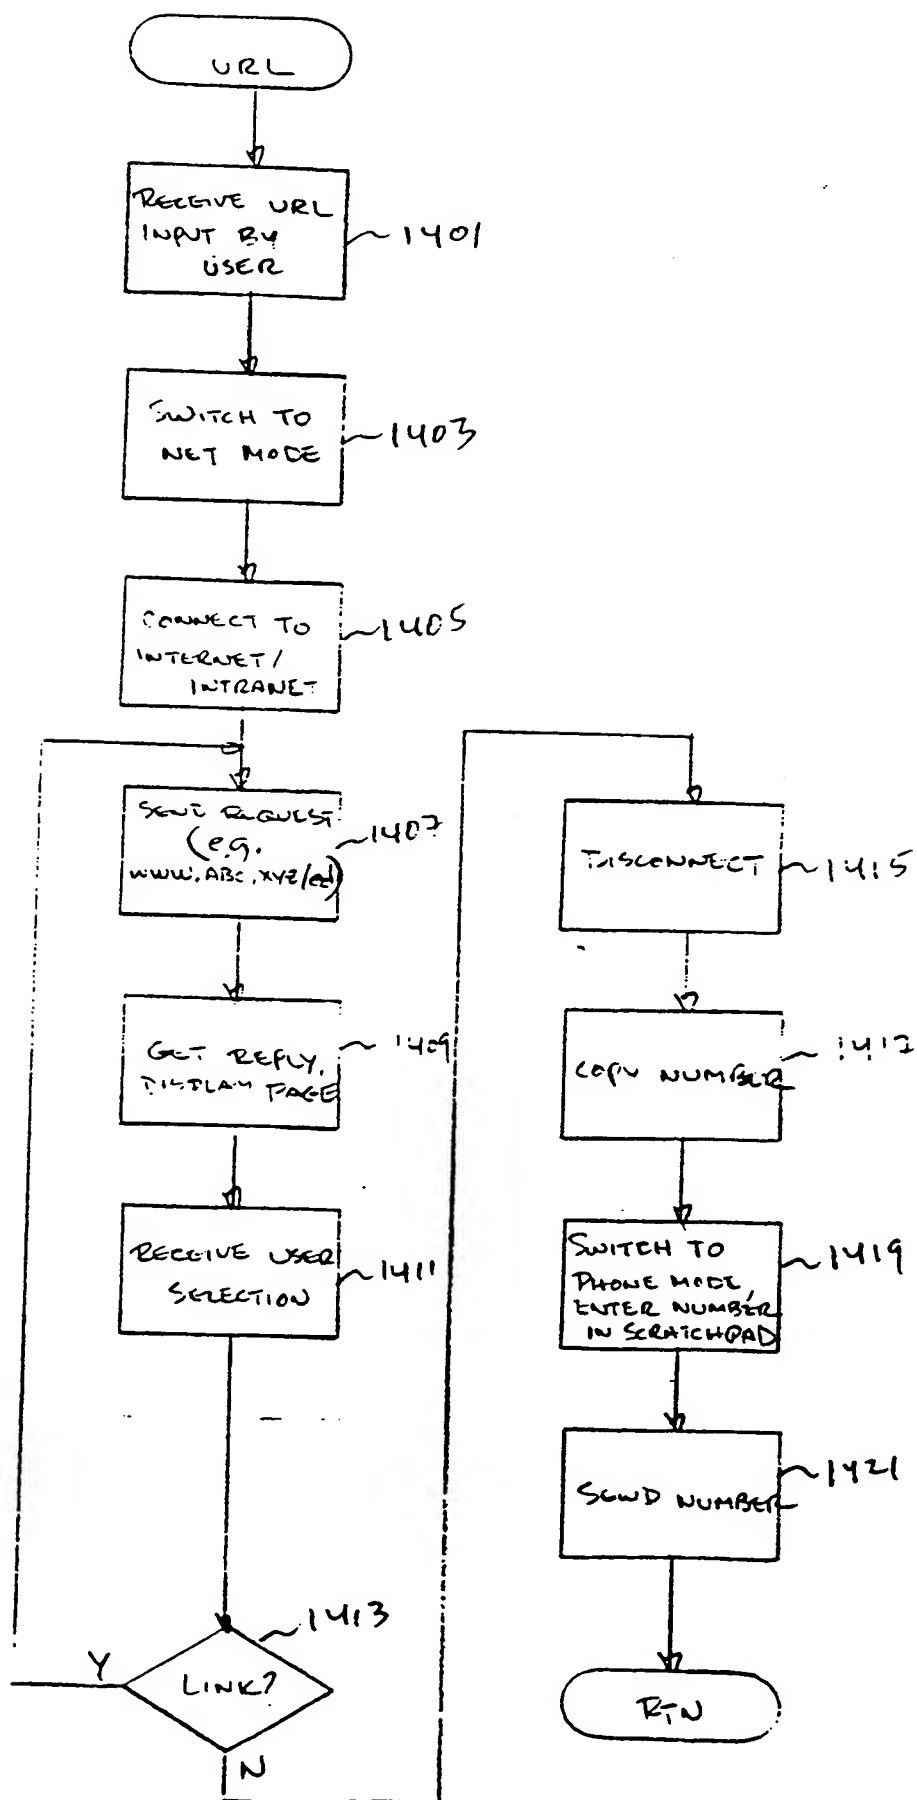 URL
RECEIVE URL
INPUT BY
USER
1401
SWITCH TO
NET MODE
1403
CONNECT TO
INTERNET/
INTRANET
1405
SEND REQUEST
(e.g.
www.ABC.XYZ/cd)
1407
GET REPLY,
DISPLAY PAGE
1409
RECEIVE USER
SELECTION
1411
1413
LINK?
Y
N
DISCONNECT
1415
COPY NUMBER
1417
SWITCH TO
PHONE MODE,
ENTER NUMBER
IN SCRATCHPAD
1419
SEND NUMBER
1421
RTN